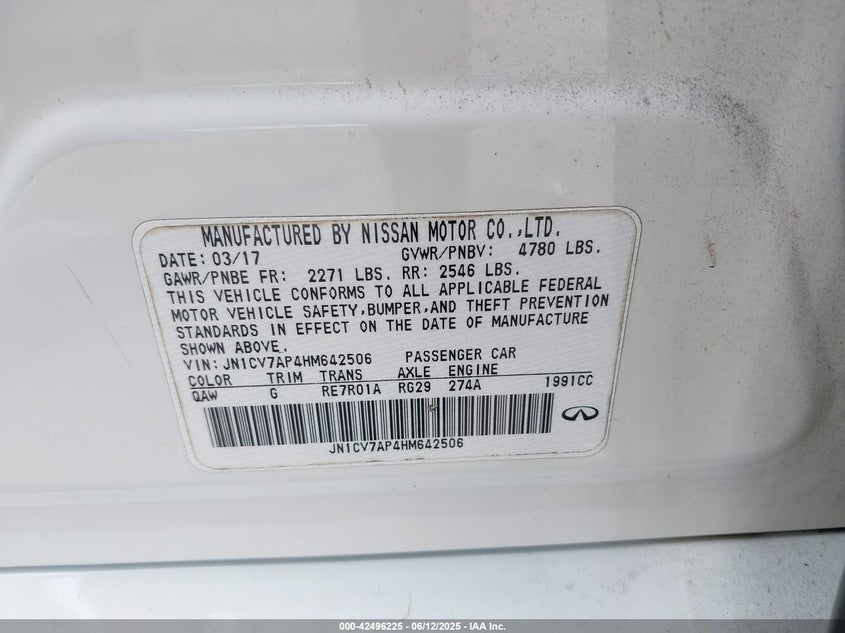 MANUFACTURED BY NISSAN MOTOR CO.,LTD.
DATE: 03/17 GVWR/PNBV: 4780 LBS.
GAWR/PNBE FR: 2271 LBS. RR: 2546 LBS.
THIS VEHICLE CONFORMS TO ALL APPLICABLE FEDERAL
MOTOR VEHICLE SAFETY,BUMPER,AND THEFT PREVENTION
STANDARDS IN EFFECT ON THE DATE OF MANUFACTURE
SHOWN ABOVE.
VIN:JN1CV7AP4HM642506 PASSENGER CAR
COLOR TRIM TRANS AXLE ENGINE
QAW G RE7R01A RG29 274A 1991CC
JN1CV7AP4HM642506
000-42496225 - 06/12/2025 - IAA Inc.